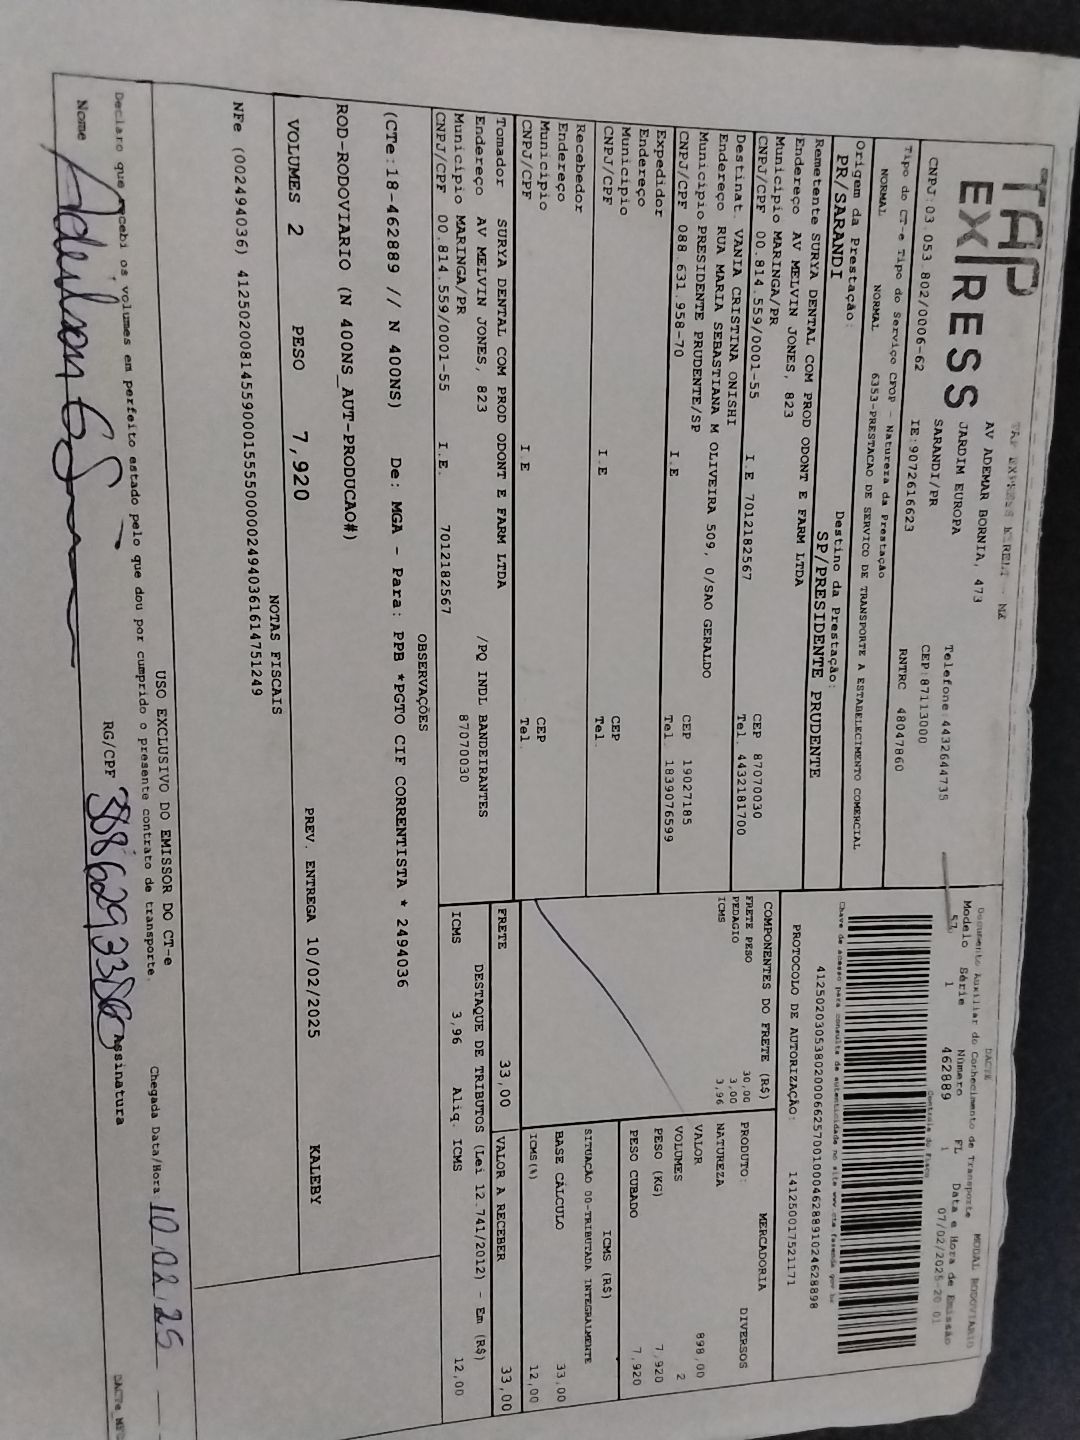 TAP
EXPRESS
AV ADEMAR BORNIA, 473
JARDIM EUROPA
SARANDI/PR
Telefone:4432644735
CEP:87113000
CNPJ:03.053.802/0006-62
IE:9072616623
RNTRC 48047860
Tipo do CT-e Tipo do Serviço CFOP - Natureza da Prestação
NORMAL NORMAL 6353-PRESTACAO DE SERVICO DE TRANSPORTE A ESTABELECIMENTO COMERCIAL
Origem da Prestação: Destino da Prestação:
PR/SARANDI SP/PRESIDENTE PRUDENTE
Remetente SURYA DENTAL COM PROD ODONT E FARM LTDA
Endereço AV MELVIN JONES, 823
Municipio MARINGA/PR CEP 87070030
CNPJ/CPF 00.814.559/0001-55 I.E 7012182567 Tel. 4432181700
Destinat. VANIA CRISTINA ONISHI
Endereço RUA MARIA SEBASTIANA M OLIVEIRA 509, 0/SAO GERALDO
Municipio PRESIDENTE PRUDENTE/SP CEP 19027185
CNPJ/CPF 088.631.958-70 I.E Tel 1839076599
Expedidor
Endereço
Municipio CEP
CNPJ/CPF I.E Tel.
Recebedor
Endereço
Municipio CEP
CNPJ/CPF I E Tel.
Tomador SURYA DENTAL COM PROD ODONT E FARM LTDA
Endereço AV MELVIN JONES, 823 /PQ INDL BANDEIRANTES
Municipio MARINGA/PR 87070030
CNPJ/CPF 00.814.559/0001-55 I.E. 7012182567
DACTE
Documento Auxiliar do Conhecimento de Transporte MODAL RODOVIÁRIO
Modelo Série Número FL Data e Hora de Emissão
57 1 462889 1 07/02/2025-20 01
Controle do Fisco
Chave de acesso para consulta de autenticidade no site www.cte.fazenda.gov.br
41250203053802000662570010004628891024628898
PROTOCOLO DE AUTORIZAÇÃO: 141250017521171
COMPONENTES DO FRETE (R$)
FRETE PESO 30,00
PEDAGIO 3,00
ICMS 3,96
MERCADORIA
PRODUTO: DIVERSOS
NATUREZA
VALOR 898,00
VOLUMES 2
PESO (KG) 7,920
PESO CUBADO 7,920
ICMS (R$)
SITUAÇÃO 00-TRIBUTADA INTEGRALMENTE
BASE CÁLCULO 33,00
ICMS(%) 12,00
FRETE 33,00 VALOR A RECEBER 33,00
DESTAQUE DE TRIBUTOS (Lei 12.741/2012) - Em (R$)
ICMS 3,96 Aliq. ICMS 12,00
OBSERVAÇÕES
(CTe:18-462889 // N 400NS) De: MGA - Para: PPB *PGTO CIF CORRENTISTA * 2494036
ROD-RODOVIARIO (N 400NS_AUT-PRODUCAO#)
VOLUMES 2 PESO 7,920 PREV. ENTREGA 10/02/2025 KALEBY
NOTAS FISCAIS
NFe (002494036) 41250200814559000155550000024940361614751249
USO EXCLUSIVO DO EMISSOR DO CT-e
Declaro que recebi os volumes em perfeito estado pelo que dou por cumprido o presente contrato de transporte.
Chegada Data/Hora 10.02.25
Nome RG/CPF Assinatura